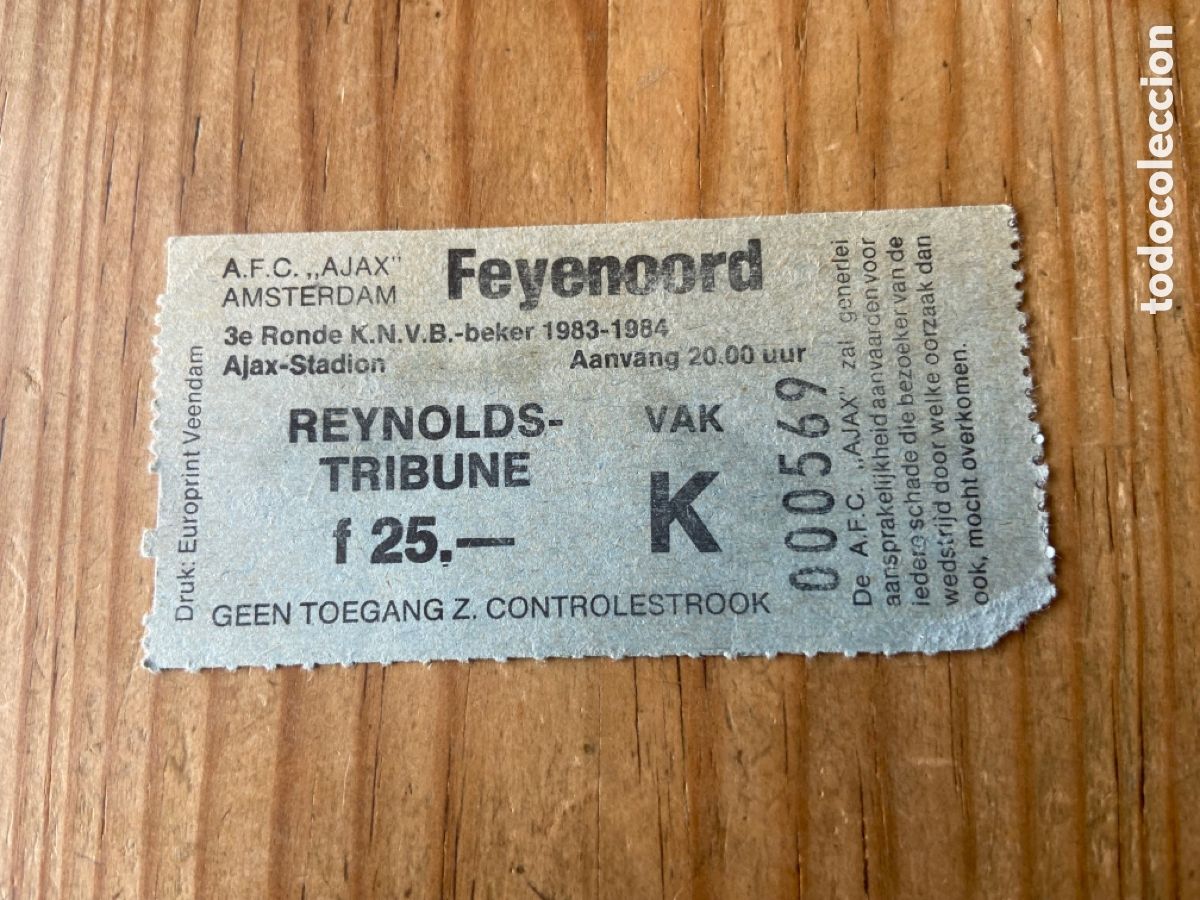 A.F.C. „AJAX”
AMSTERDAM
Feyenoord
3e Ronde K.N.V.B.-beker 1983-1984
Ajax-Stadion
Aanvang 20.00 uur
REYNOLDS-
TRIBUNE
f 25,—
VAK
K
GEEN TOEGANG Z. CONTROLESTROOK
Druk: Europrint Veendam
000569
De A.F.C. „AJAX” zal generlei
aansprakelijkheid aanvaarden voor
iedere schade die bezoeker van de
wedstrijd door welke oorzaak dan
ook, mocht overkomen.
todocoleccion